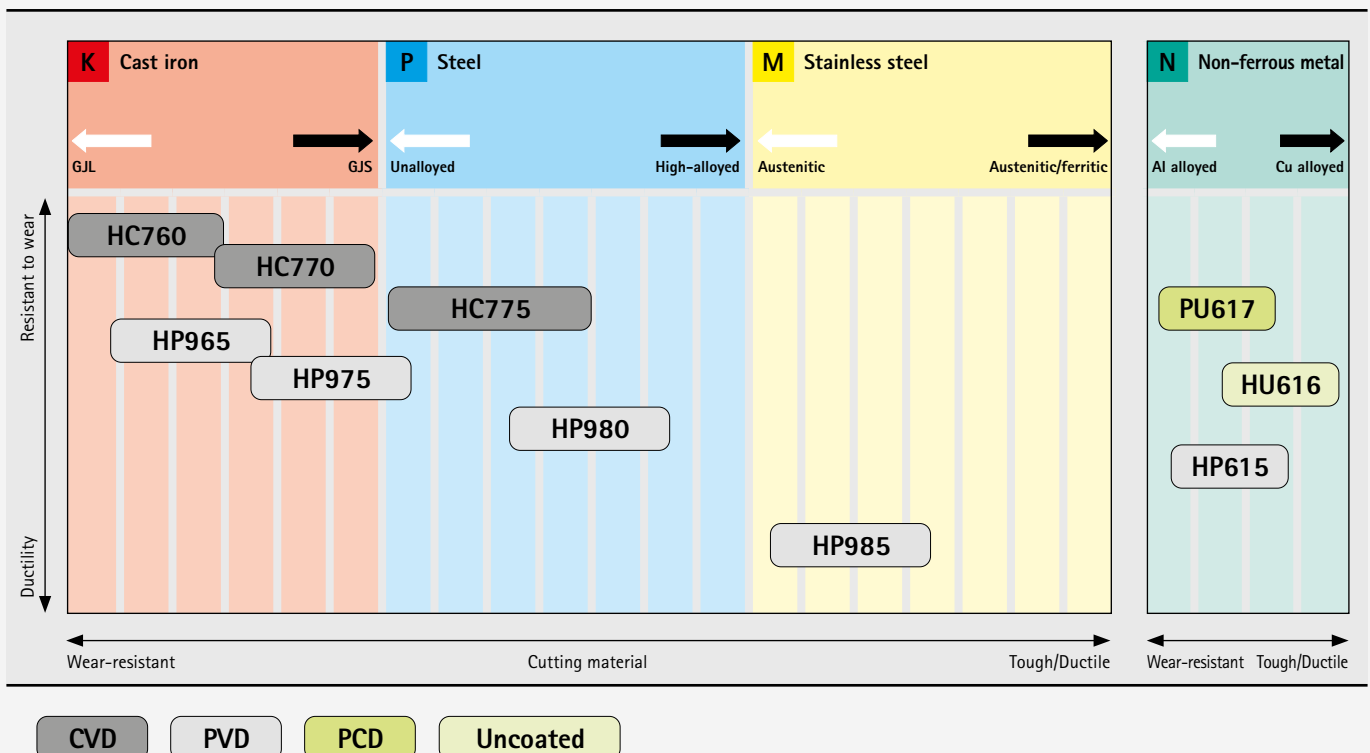 K Cast iron
P Steel
M Stainless steel
N Non-ferrous metal
GJL
GJS
Unalloyed
High-alloyed
Austenitic
Austenitic/ferritic
Al alloyed
Cu alloyed
Resistant to wear
Ductility
HC760
HC770
HC775
PU617
HP965
HP975
HU616
HP980
HP615
HP985
Wear-resistant
Cutting material
Tough/Ductile
Wear-resistant
Tough/Ductile
CVD
PVD
PCD
Uncoated